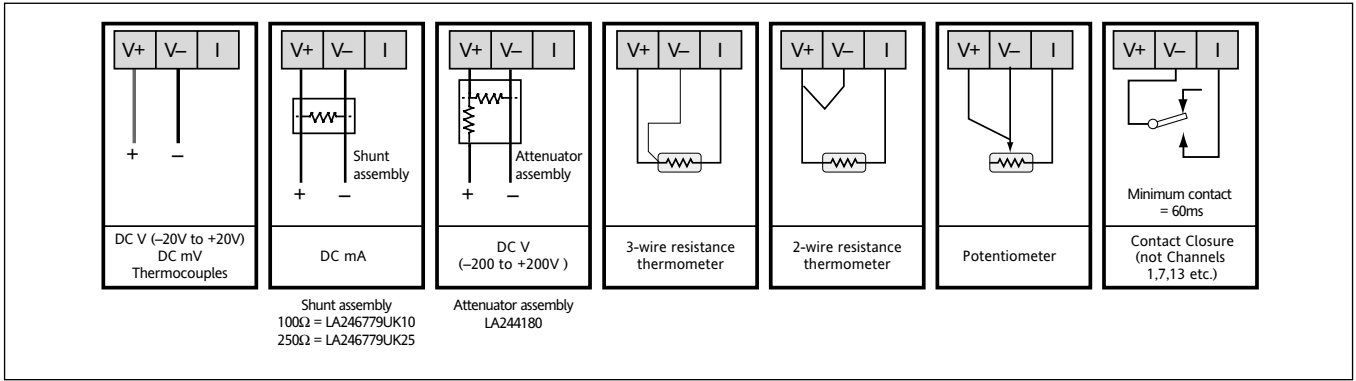 V+ V– I
+ –
DC V (–20V to +20V)
DC mV
Thermocouples
V+ V– I
Shunt
assembly
+ –
DC mA
Shunt assembly
100Ω = LA246779UK10
250Ω = LA246779UK25
V+ V– I
Attenuator
assembly
+ –
DC V
(–200 to +200V )
Attenuator assembly
LA244180
V+ V– I
3-wire resistance
thermometer
V+ V– I
2-wire resistance
thermometer
V+ V– I
Potentiometer
V+ V– I
Minimum contact
= 60ms
Contact Closure
(not Channels
1,7,13 etc.)